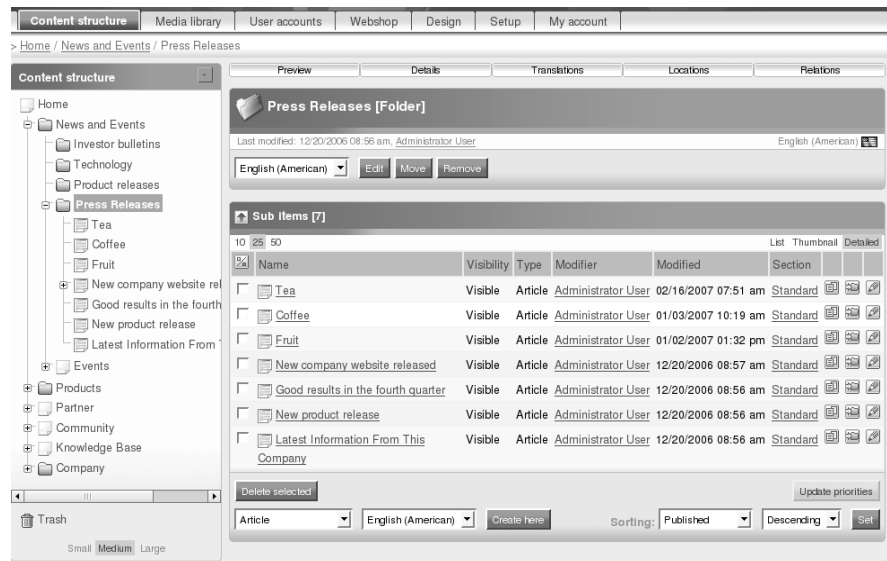 Content structure Media library User accounts Webshop Design Setup My account
> Home / News and Events / Press Releases
Content structure
Home
News and Events
Investor bulletins
Technology
Product releases
Press Releases
Tea
Coffee
Fruit
New company website rel
Good results in the fourth
New product release
Latest Information From T
Events
Products
Partner
Community
Knowledge Base
Company
Trash
Small Medium Large
Preview Details Translations Locations Relations
Press Releases [Folder]
Last modified: 12/20/2006 08:56 am, Administrator User English (American)
English (American) Edit Move Remove
Sub items [7]
10 25 50 List Thumbnail Detailed
Name Visibility Type Modifier Modified Section
Tea Visible Article Administrator User 02/16/2007 07:51 am Standard
Coffee Visible Article Administrator User 01/03/2007 10:19 am Standard
Fruit Visible Article Administrator User 01/02/2007 01:32 pm Standard
New company website released Visible Article Administrator User 12/20/2006 08:57 am Standard
Good results in the fourth quarter Visible Article Administrator User 12/20/2006 08:56 am Standard
New product release Visible Article Administrator User 12/20/2006 08:56 am Standard
Latest Information From This Visible Article Administrator User 12/20/2006 08:56 am Standard
Company
Delete selected Update priorities
Article English (American) Create here Sorting: Published Descending Set